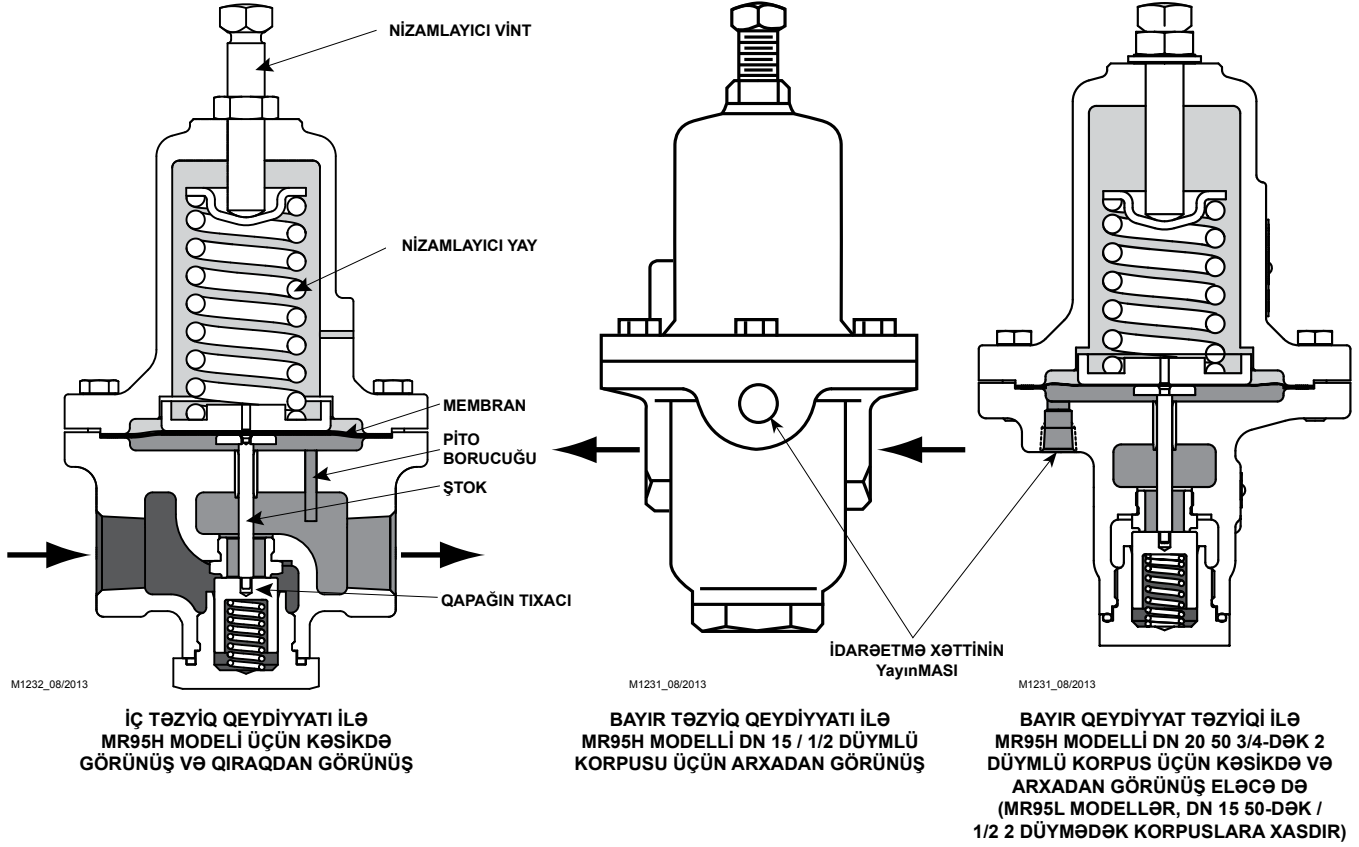 NİZAMLAYICI VİNT
NİZAMLAYICI YAY
MEMBRAN
PİTO
BORUCUĞU
ŞTOK
QAPAĞIN TIXACI
İDARƏETMƏ XƏTTİNİN
YayınMASI
M1232_08/2013
M1231_08/2013
M1231_08/2013
İÇ TƏZYİQ QEYDİYYATI İLƏ
MR95H MODELİ ÜÇÜN KƏSİKDƏ
GÖRÜNÜŞ VƏ QIRAQDAN GÖRÜNÜŞ
BAYIR TƏZYİQ QEYDİYYATI İLƏ
MR95H MODELLİ DN 15 / 1/2 DÜYMLÜ
KORPUSU ÜÇÜN ARXADAN GÖRÜNÜŞ
BAYIR QEYDİYYAT TƏZYİQİ İLƏ
MR95H MODELLİ DN 20 50 3/4-DƏK 2
DÜYMLÜ KORPUS ÜÇÜN KƏSİKDƏ VƏ
ARXADAN GÖRÜNÜŞ ELƏCƏ DƏ
(MR95L MODELLƏR, DN 15 50-DƏK /
1/2 2 DÜYMƏDƏK KORPUSLARA XASDIR)